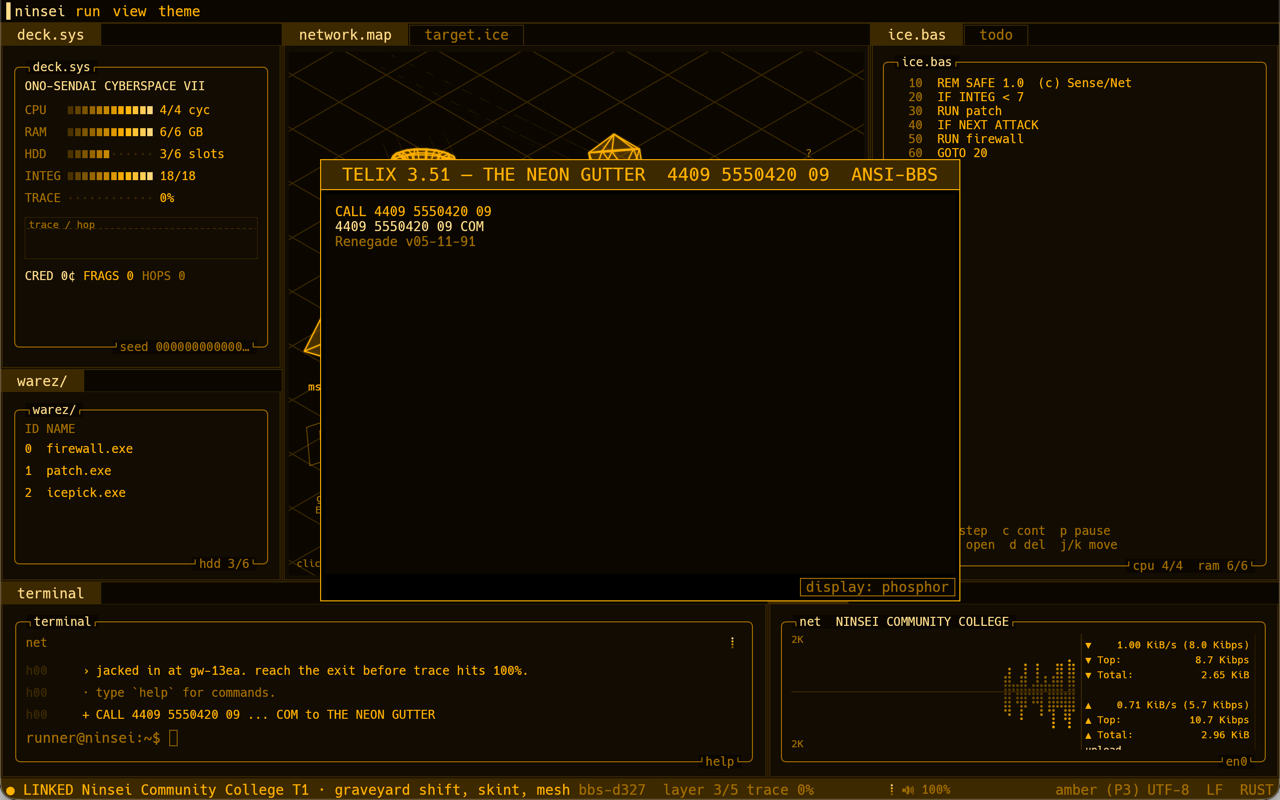 ninsei run view theme
deck.sys
network.map target.ice
ice.bas todo
deck.sys
ONO-SENDAI CYBERSPACE VII
CPU 4/4 cyc
RAM 6/6 GB
HDD 3/6 slots
INTEG 18/18
TRACE 0%
trace / hop
CRED 0¢ FRAGS 0 HOPS 0
seed 000000000000…
warez/
warez/
ID NAME
0 firewall.exe
1 patch.exe
2 icepick.exe
hdd 3/6
?
ms
clic
TELIX 3.51 — THE NEON GUTTER 4409 5550420 09 ANSI-BBS
CALL 4409 5550420 09
4409 5550420 09 COM
Renegade v05-11-91
display: phosphor
ice.bas
10 REM SAFE 1.0 (c) Sense/Net
20 IF INTEG < 7
30 RUN patch
40 IF NEXT ATTACK
50 RUN firewall
60 GOTO 20
step c cont p pause
open d del j/k move
cpu 4/4 ram 6/6
terminal
terminal
net
h00 › jacked in at gw-13ea. reach the exit before trace hits 100%.
h00 · type `help` for commands.
h00 + CALL 4409 5550420 09 ... COM to THE NEON GUTTER
runner@ninsei:~$
help
net NINSEI COMMUNITY COLLEGE
2K
2K
▼ 1.00 KiB/s (8.0 Kibps)
▼ Top: 8.7 Kibps
▼ Total: 2.65 KiB
▲ 0.71 KiB/s (5.7 Kibps)
▲ Top: 10.7 Kibps
▲ Total: 2.96 KiB
upload
en0
● LINKED Ninsei Community College T1 · graveyard shift, skint, mesh bbs-d327 layer 3/5 trace 0% 100% amber (P3) UTF-8 LF RUST